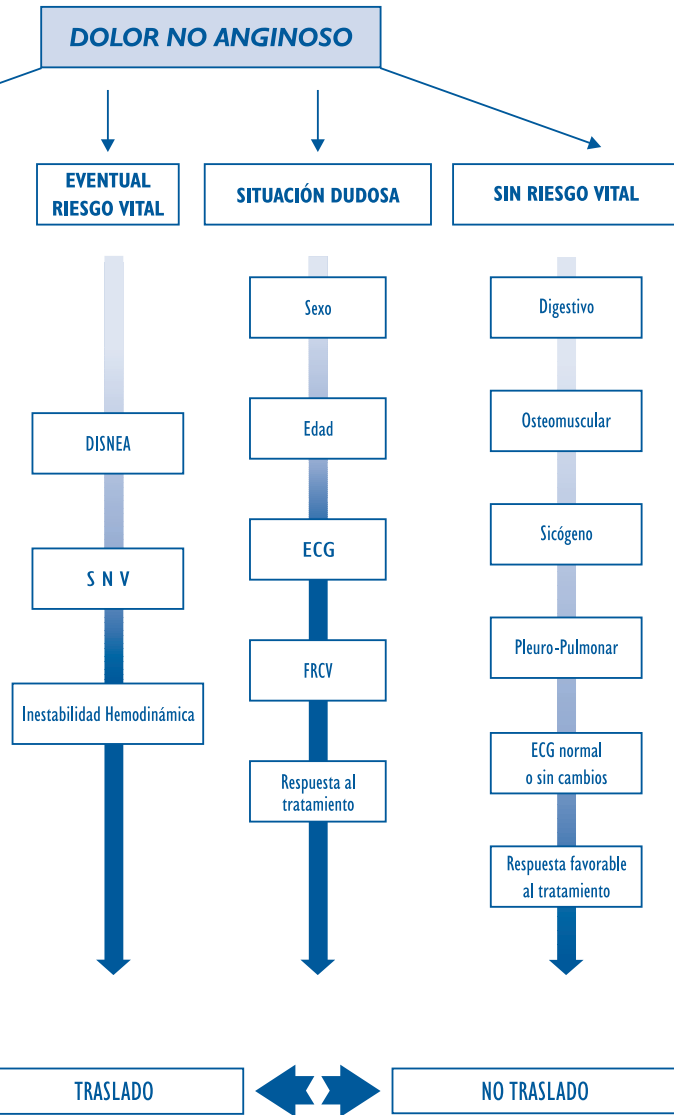 DOLOR NO ANGINOSO
EVENTUAL
RIESGO VITAL
SITUACIÓN DUDOSA
SIN RIESGO VITAL
DISNEA
S N V
Inestabilidad Hemodinámica
Sexo
Edad
ECG
FRCV
Respuesta al
tratamiento
Digestivo
Osteomuscular
Sicógeno
Pleuro-Pulmonar
ECG normal
o sin cambios
Respuesta favorable
al tratamiento
TRASLADO
NO TRASLADO